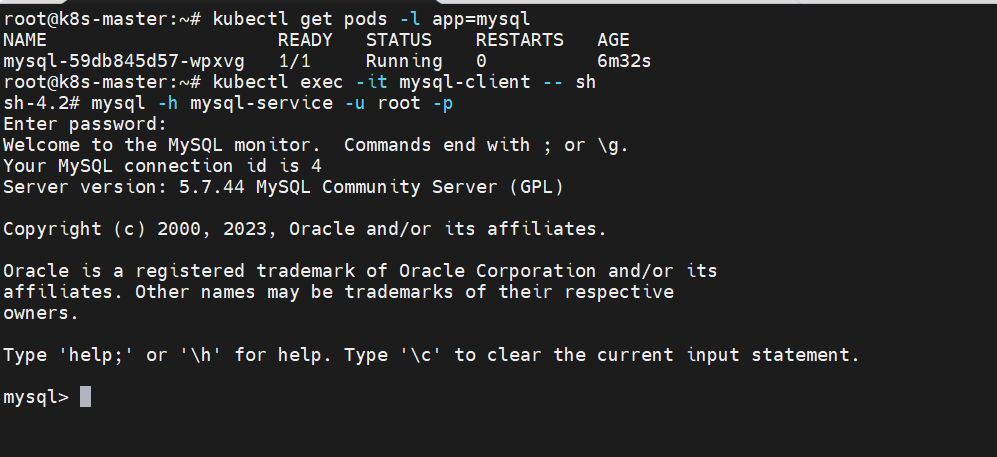 root@k8s-master:~# kubectl get pods -l app=mysql
NAME                     READY   STATUS    RESTARTS   AGE
mysql-59db845d57-wpxvg   1/1     Running   0          6m32s
root@k8s-master:~# kubectl exec -it mysql-client -- sh
sh-4.2# mysql -h mysql-service -u root -p
Enter password:
Welcome to the MySQL monitor.  Commands end with ; or \g.
Your MySQL connection id is 4
Server version: 5.7.44 MySQL Community Server (GPL)

Copyright (c) 2000, 2023, Oracle and/or its affiliates.

Oracle is a registered trademark of Oracle Corporation and/or its
affiliates. Other names may be trademarks of their respective
owners.

Type 'help;' or '\h' for help. Type '\c' to clear the current input statement.

mysql>